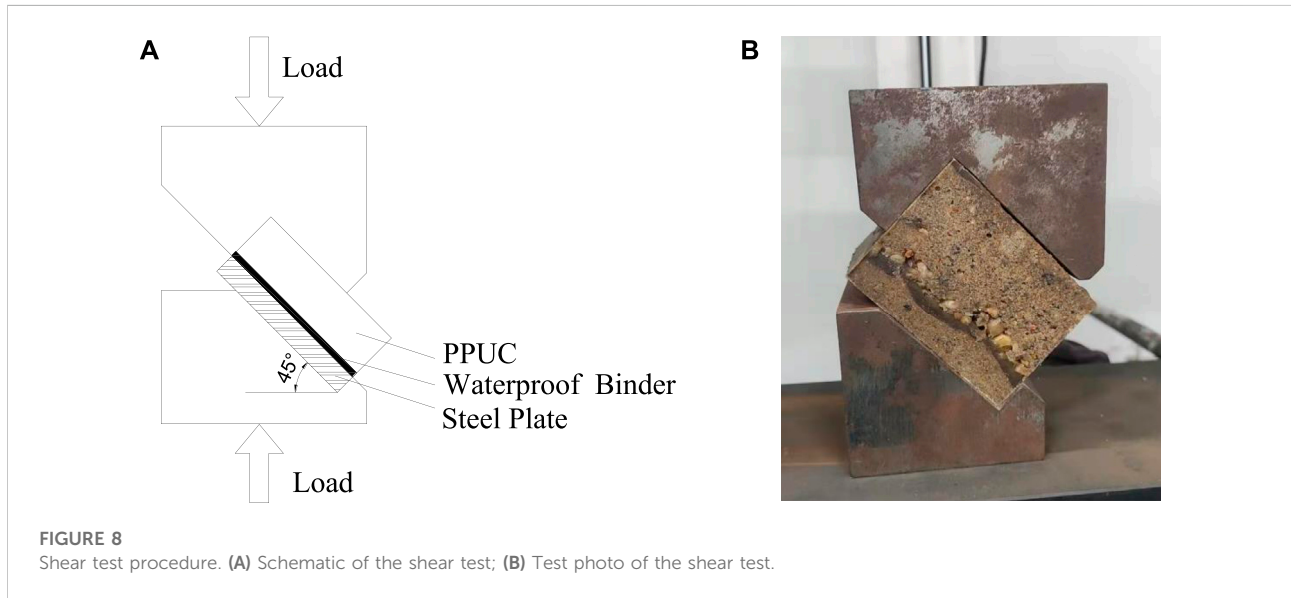 A
Load
B
PPUC
Waterproof Binder
45°
Steel Plate
Load
FIGURE 8
Shear test procedure. (A) Schematic of the shear test; (B) Test photo of the shear test.